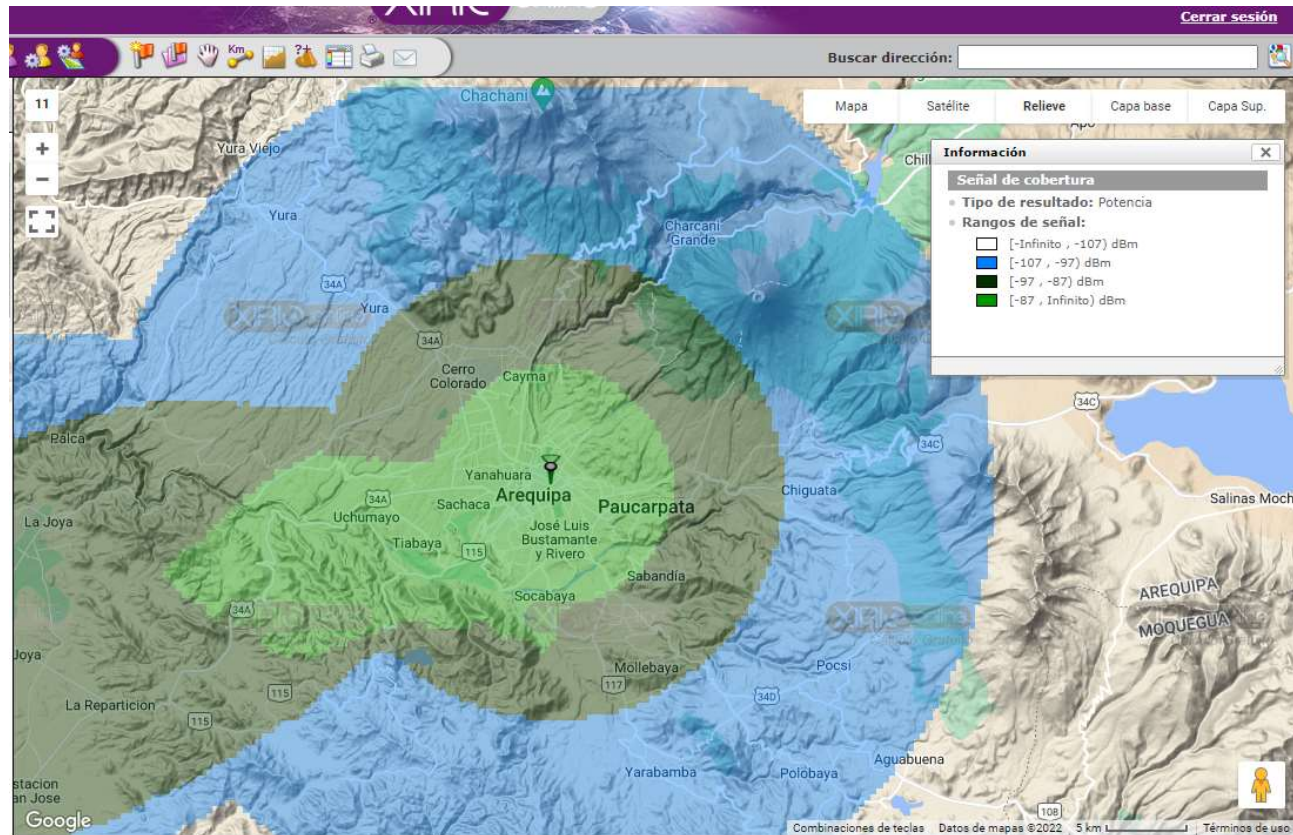 Cerrar sesión
Buscar dirección:
11
Mapa Satélite Relieve Capa base Capa Sup.
Chachani
Yura Viejo
Información
Señal de cobertura
Tipo de resultado: Potencia
Rangos de señal:
[-Infinito , -107) dBm
[-107 , -97) dBm
[-97 , -87) dBm
[-87 , Infinito) dBm
Yura
Charcani
Grande
34A
Yura
34A
Cerro
Colorado
Cayma
34C
Palca
34C
Yanahuara
Arequipa
Chiguata
34A
Sachaca
Paucarpata
Salinas Moch
La Joya
Uchumayo
José Luis
Bustamante
y Rivero
Tiabaya
115
Sabandía
Socabaya
AREQUIPA
MOQUEGUA
34A
Joya
Mollebaya
Pocsi
117
115
34D
La Repartición
115
Aguabuena
Yarabamba
Polobaya
stacion
an Jose
108
Google
Combinaciones de teclas Datos de mapas ©2022 5 km Términos de uso